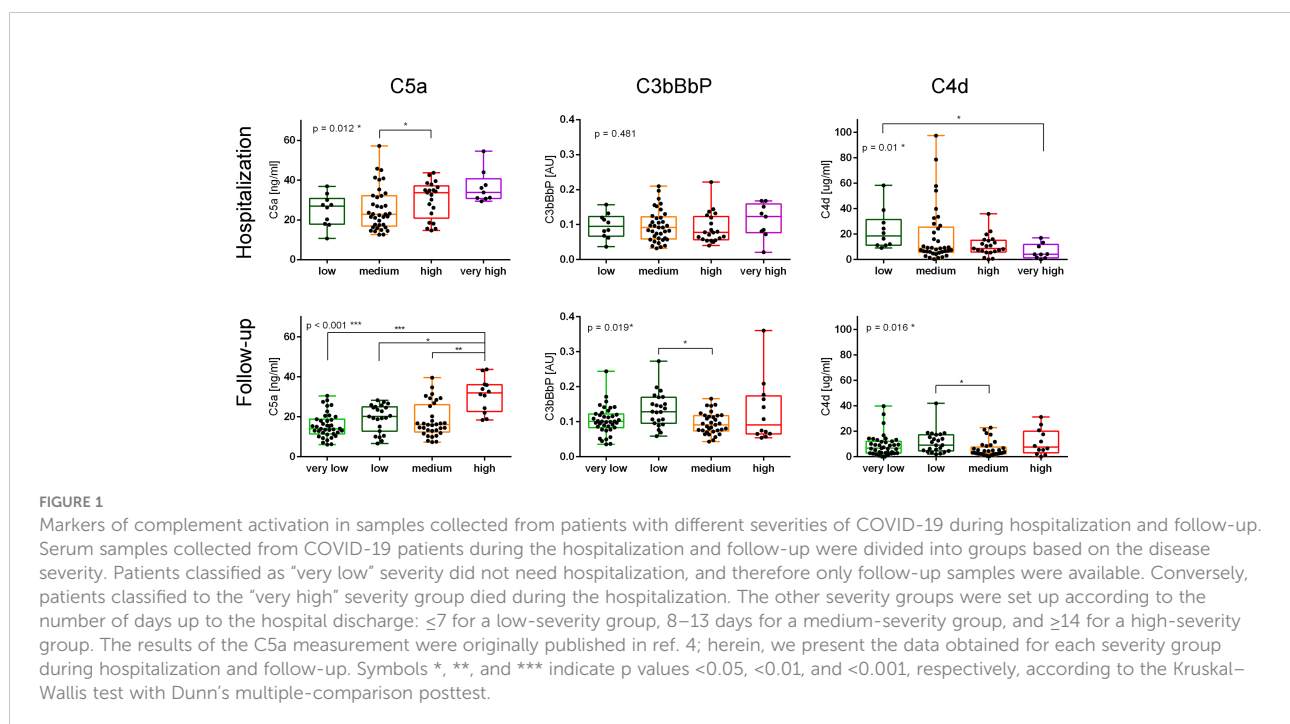 C5a
C3bBbP
C4d
Hospitalization
p = 0.012 *
*
C5a [ng/ml]
60
40
20
0
low
medium
high
very high
p = 0.481
C3bBbP [AU]
0.4
0.3
0.2
0.1
0.0
low
medium
high
very high
*
p = 0.01 *
C4d [ug/ml]
100
80
60
40
20
0
low
medium
high
very high
Follow-up
p < 0.001 ***
***
*
**
C5a [ng/ml]
60
40
20
0
very low
low
medium
high
p = 0.019*
*
C3bBbP [AU]
0.4
0.3
0.2
0.1
0.0
very low
low
medium
high
p = 0.016 *
*
C4d [ug/ml]
100
80
60
40
20
0
very low
low
medium
high
FIGURE 1
Markers of complement activation in samples collected from patients with different severities of COVID-19 during hospitalization and follow-up.
Serum samples collected from COVID-19 patients during the hospitalization and follow-up were divided into groups based on the disease
severity. Patients classified as “very low” severity did not need hospitalization, and therefore only follow-up samples were available. Conversely,
patients classified to the “very high” severity group died during the hospitalization. The other severity groups were set up according to the
number of days up to the hospital discharge: ≤7 for a low-severity group, 8–13 days for a medium-severity group, and ≥14 for a high-severity
group. The results of the C5a measurement were originally published in ref. 4; herein, we present the data obtained for each severity group
during hospitalization and follow-up. Symbols *, **, and *** indicate p values <0.05, <0.01, and <0.001, respectively, according to the Kruskal–
Wallis test with Dunn’s multiple-comparison posttest.